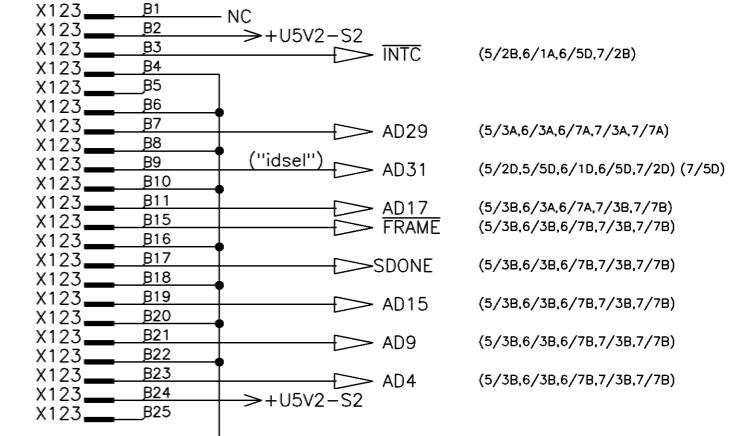 X123 B1 NC
X123 B2 +U5V2-S2
X123 B3 INTC (5/2B,6/1A,6/5D,7/2B)
X123 B4
X123 B5
X123 B6
X123 B7 AD29 (5/3A,6/3A,6/7A,7/3A,7/7A)
X123 B8
X123 B9 ("idsel") AD31 (5/2D,5/5D,6/1D,6/5D,7/2D) (7/5D)
X123 B10
X123 B11 AD17 (5/3B,6/3A,6/7A,7/3B,7/7B)
X123 B15 FRAME (5/3B,6/3B,6/7B,7/3B,7/7B)
X123 B16
X123 B17 SDONE (5/3B,6/3B,6/7B,7/3B,7/7B)
X123 B18
X123 B19 AD15 (5/3B,6/3B,6/7B,7/3B,7/7B)
X123 B20
X123 B21 AD9 (5/3B,6/3B,6/7B,7/3B,7/7B)
X123 B22
X123 B23 AD4 (5/3B,6/3B,6/7B,7/3B,7/7B)
X123 B24 +U5V2-S2
X123 B25